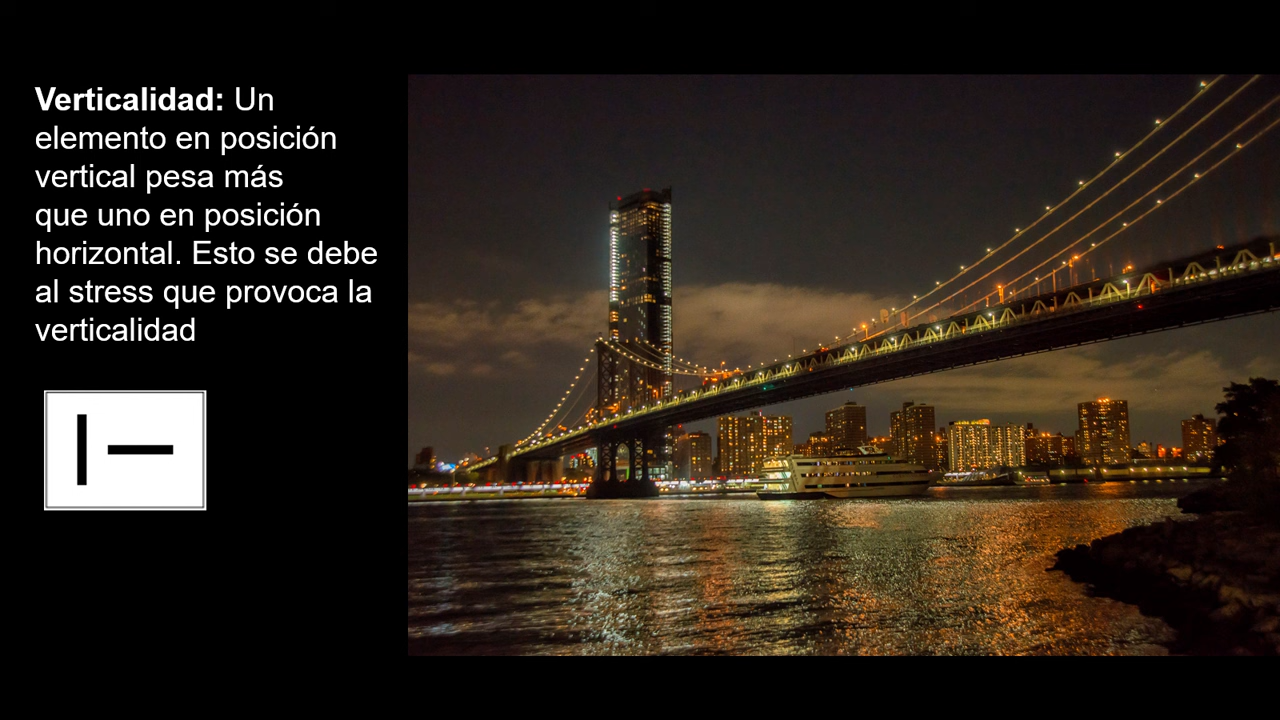 Verticalidad: Un
elemento en posición
vertical pesa más
que uno en posición
horizontal. Esto se debe
al stress que provoca la
verticalidad